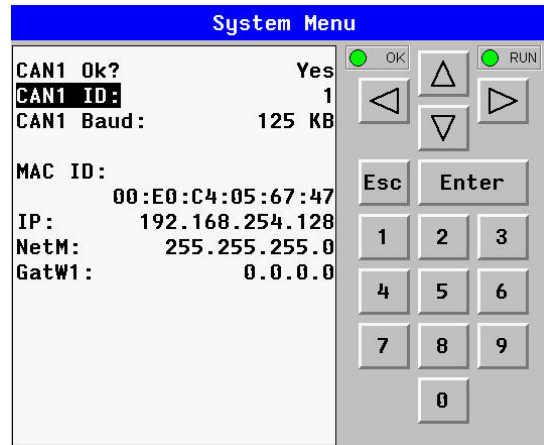 System Menu
CAN1 Ok? Yes
CAN1 ID: 1
CAN1 Baud: 125 KB
MAC ID:
00:E0:C4:05:67:47
IP: 192.168.254.128
NetM: 255.255.255.0
GatW1: 0.0.0.0
OK RUN
Esc Enter
1 2 3
4 5 6
7 8 9
0